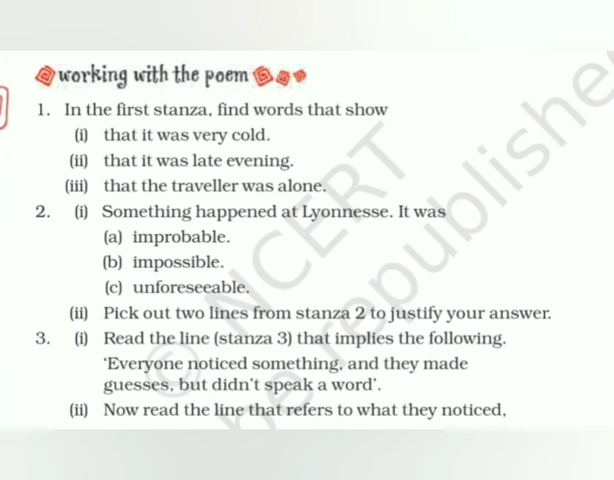 working with the poem
1. In the first stanza, find words that show
(i) that it was very cold.
(ii) that it was late evening.
(iii) that the traveller was alone.
2. (i) Something happened at Lyonnesse. It was
(a) improbable.
(b) impossible.
(c) unforeseeable.
(ii) Pick out two lines from stanza 2 to justify your answer.
3. (i) Read the line (stanza 3) that implies the following.
‘Everyone noticed something, and they made
guesses, but didn’t speak a word’.
(ii) Now read the line that refers to what they noticed,
© NCERT
be republishe